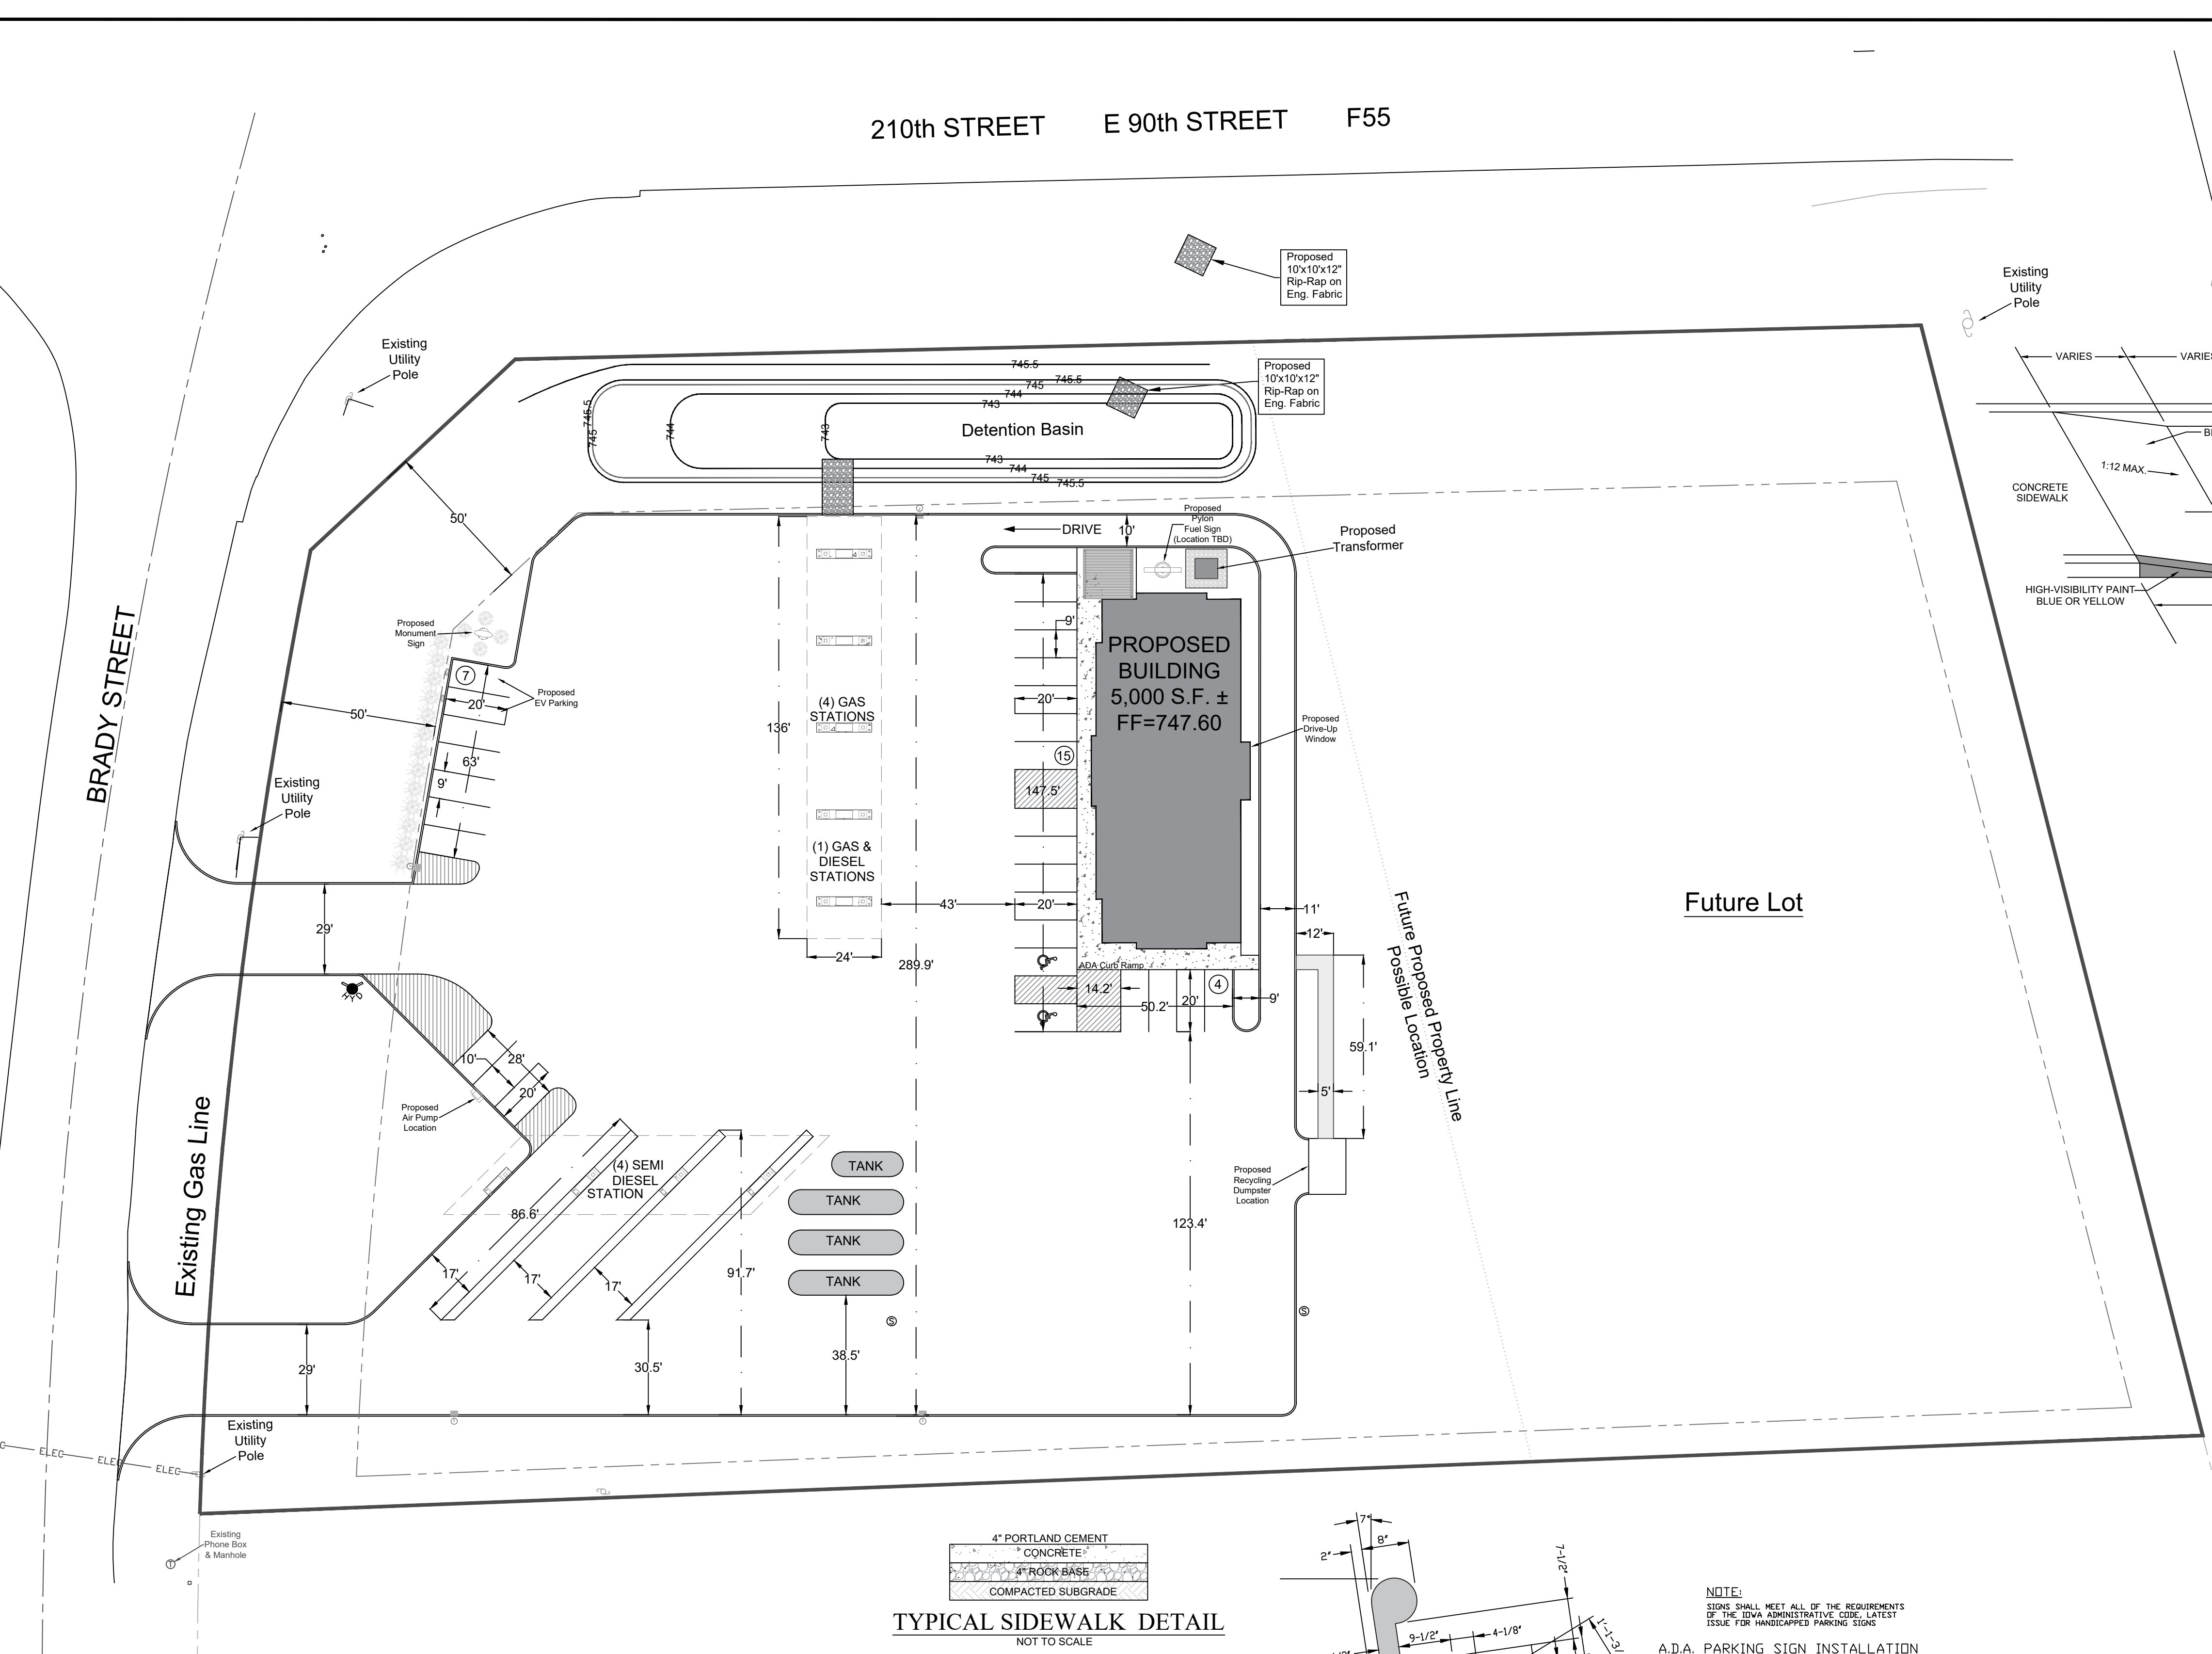 210th STREET E 90th STREET F55
Proposed
10'x10'x12"
Rip-Rap on
Eng. Fabric
Existing
Utility
Pole
Existing
Utility
Pole
VARIES
CONCRETE
SIDEWALK
1:12 MAX.
HIGH-VISIBILITY PAINT
BLUE OR YELLOW
Proposed
10'x10'x12"
Rip-Rap on
Eng. Fabric
745.5
745
745.5
744
743
745.5
745
744
743
Detention Basin
743
744
745
745.5
50'
DRIVE
10'
Proposed
Pylon
Fuel Sign
(Location TBD)
Proposed
Transformer
BRADY STREET
Proposed
Monument
Sign
7
Proposed
EV Parking
20'
50'
63'
9'
Existing
Utility
Pole
136'
(4) GAS
STATIONS
(1) GAS &
DIESEL
STATIONS
24'
43'
289.9'
9'
20'
15
147.5'
20'
PROPOSED
BUILDING
5,000 S.F. ±
FF=747.60
Proposed
Drive-Up
Window
11'
12'
Future Proposed Property Line
Possible Location
Future Lot
ADA Curb Ramp
14.2'
4
50.2'
20'
9'
59.1'
5'
29'
HYD
10'
28'
20'
Proposed
Air Pump
Location
Existing Gas Line
(4) SEMI
DIESEL
STATION
86.6'
17'
17'
17'
91.7'
TANK
TANK
TANK
TANK
S
S
Proposed
Recycling
Dumpster
Location
123.4'
29'
30.5'
38.5'
Existing
Utility
Pole
ELEC
ELEC
ELEC
Existing
Phone Box
& Manhole
T
4" PORTLAND CEMENT
CONCRETE
4" ROCK BASE
COMPACTED SUBGRADE
TYPICAL SIDEWALK DETAIL
NOT TO SCALE
7"
8"
2"
7-1/2"
9-1/2"
4-1/8"
NOTE:
SIGNS SHALL MEET ALL OF THE REQUIREMENTS
OF THE IOWA ADMINISTRATIVE CODE, LATEST
ISSUE FOR HANDICAPPED PARKING SIGNS
A.D.A. PARKING SIGN INSTALLATION